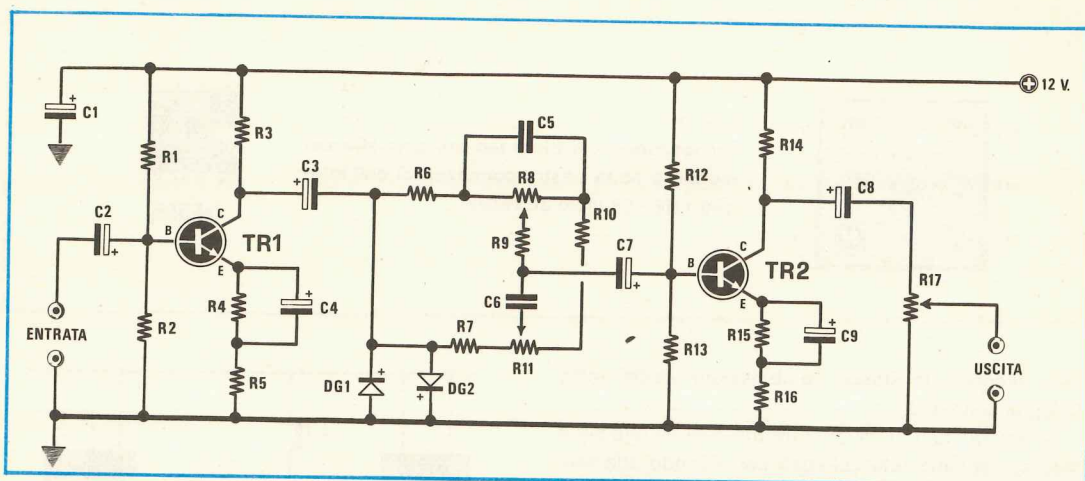 12 V.
C1
R1
R3
C3
R6
C5
R8
R10
R9
R12
R14
C8
C2
B
C
E
TR1
C7
B
C
E
TR2
R17
ENTRATA
R2
R4
C4
R5
C6
R7
R11
DG1
DG2
R13
R15
C9
R16
USCITA
+
+
+
+
+
+
+
+
+
+